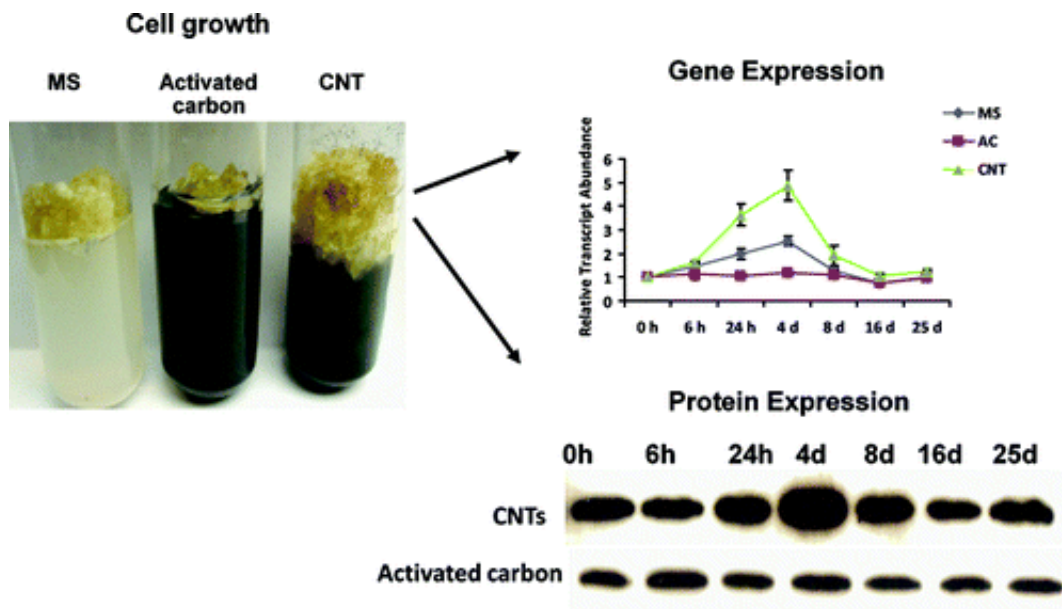 Cell growth
MS
Activated
carbon
CNT
Gene Expression
MS
AC
CNT
Relative Transcript Abundance
6
5
4
3
2
1
0
0 h
6 h
24 h
4 d
8 d
16 d
25 d
Protein Expression
0h 6h 24h 4d 8d 16d 25d
CNTs
Activated carbon